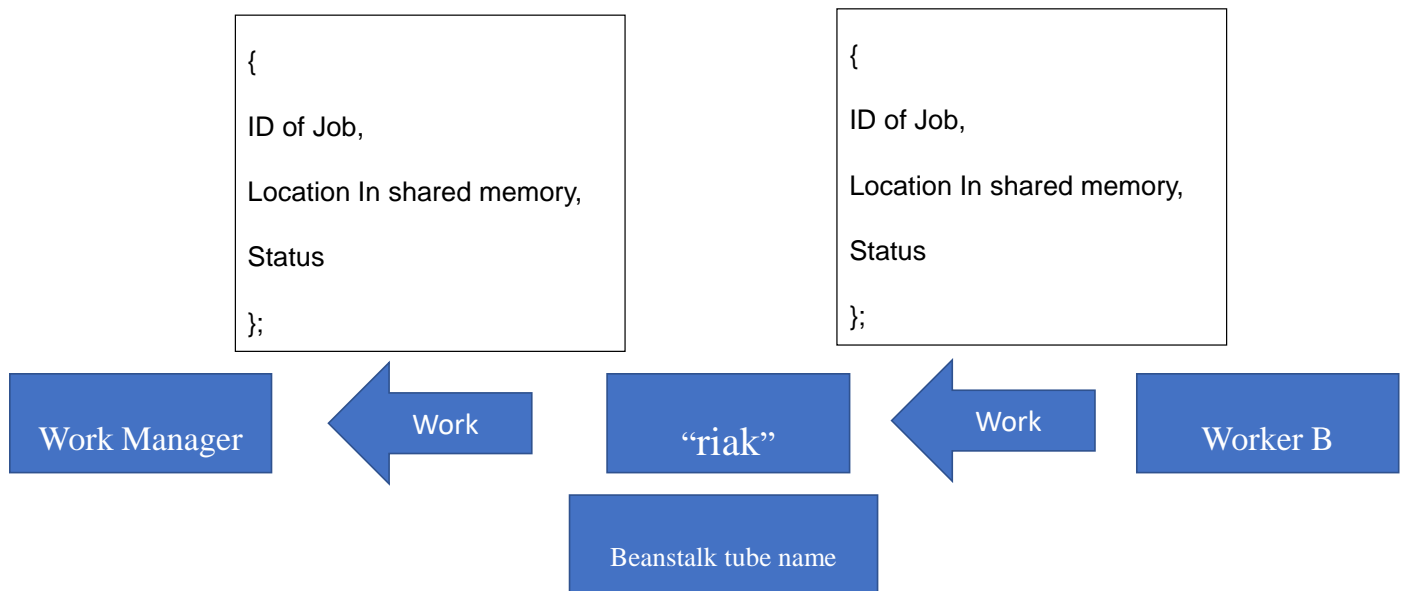 {
ID of Job,
Location In shared memory,
Status
};
{
ID of Job,
Location In shared memory,
Status
};
Work Manager
Work
“riak”
Work
Worker B
Beanstalk tube name